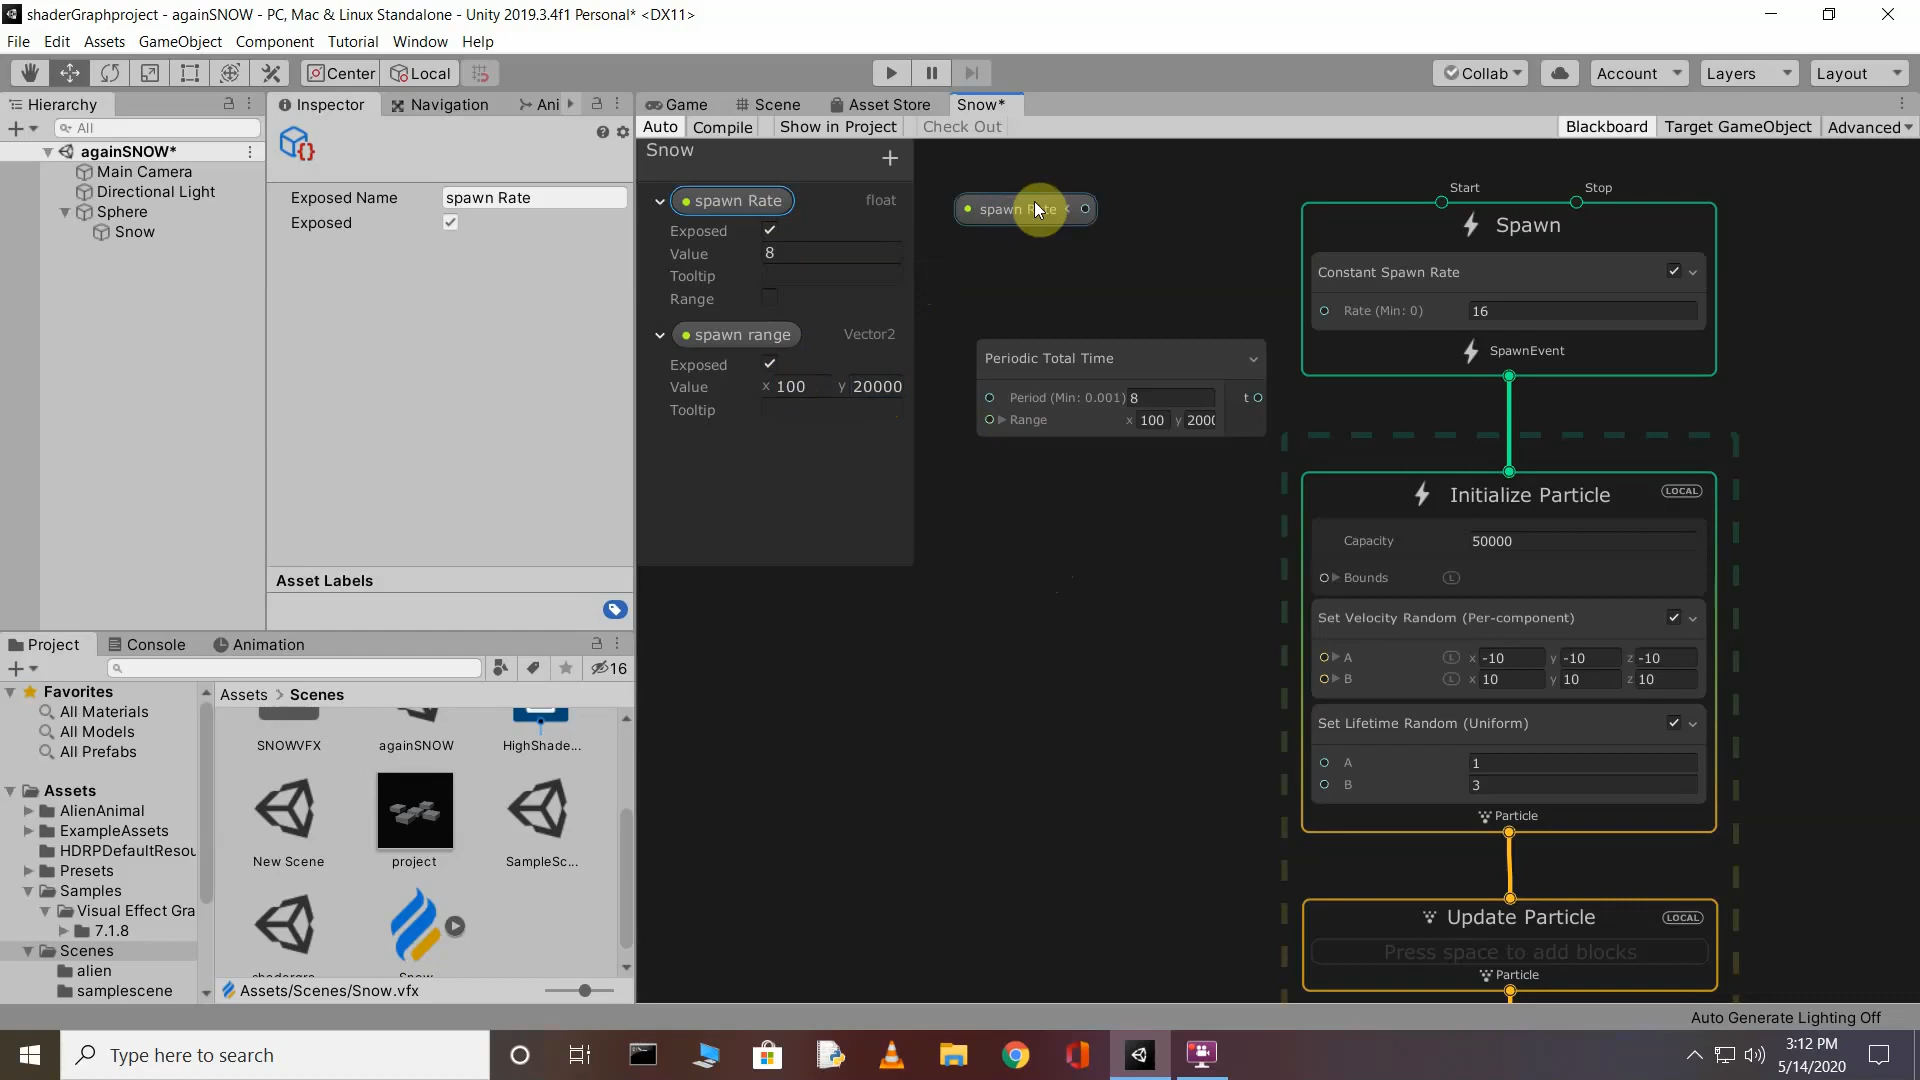 shaderGraphproject - againSNOW - PC, Mac & Linux Standalone - Unity 2019.3.4f1 Personal* <DX11>
File Edit Assets GameObject Component Tutorial Window Help
Center Local Collab Account Layers Layout
Hierarchy
All
againSNOW*
Main Camera
Directional Light
Sphere
Snow
Inspector Navigation Ani
Exposed Name spawn Rate
Exposed
Asset Labels
Game Scene Asset Store Snow*
Auto Compile Show in Project Check Out Blackboard Target GameObject Advanced
Snow
spawn Rate float
Exposed
Value 8
Tooltip
Range
spawn range Vector2
Exposed
Value x 100 y 20000
Tooltip
spawn
Periodic Total Time
Period (Min: 0.001) 8 t
Range x 100 y 200
Start Stop
Spawn
Constant Spawn Rate
Rate (Min: 0) 16
SpawnEvent
Initialize Particle LOCAL
Capacity 50000
Bounds L
Set Velocity Random (Per-component)
A L x -10 y -10 z -10
B L x 10 y 10 z 10
Set Lifetime Random (Uniform)
A 1
B 3
Particle
Update Particle LOCAL
Press space to add blocks
Particle
Project Console Animation
16
Favorites
All Materials
All Models
All Prefabs
Assets
AlienAnimal
ExampleAssets
HDRPDefaultResou
Presets
Samples
Visual Effect Gra
7.1.8
Scenes
alien
samplescene
Assets > Scenes
SNOWVFX againSNOW HighShade...
New Scene project SampleSc...
Assets/Scenes/Snow.vfx
Auto Generate Lighting Off
Type here to search
3:12 PM
5/14/2020